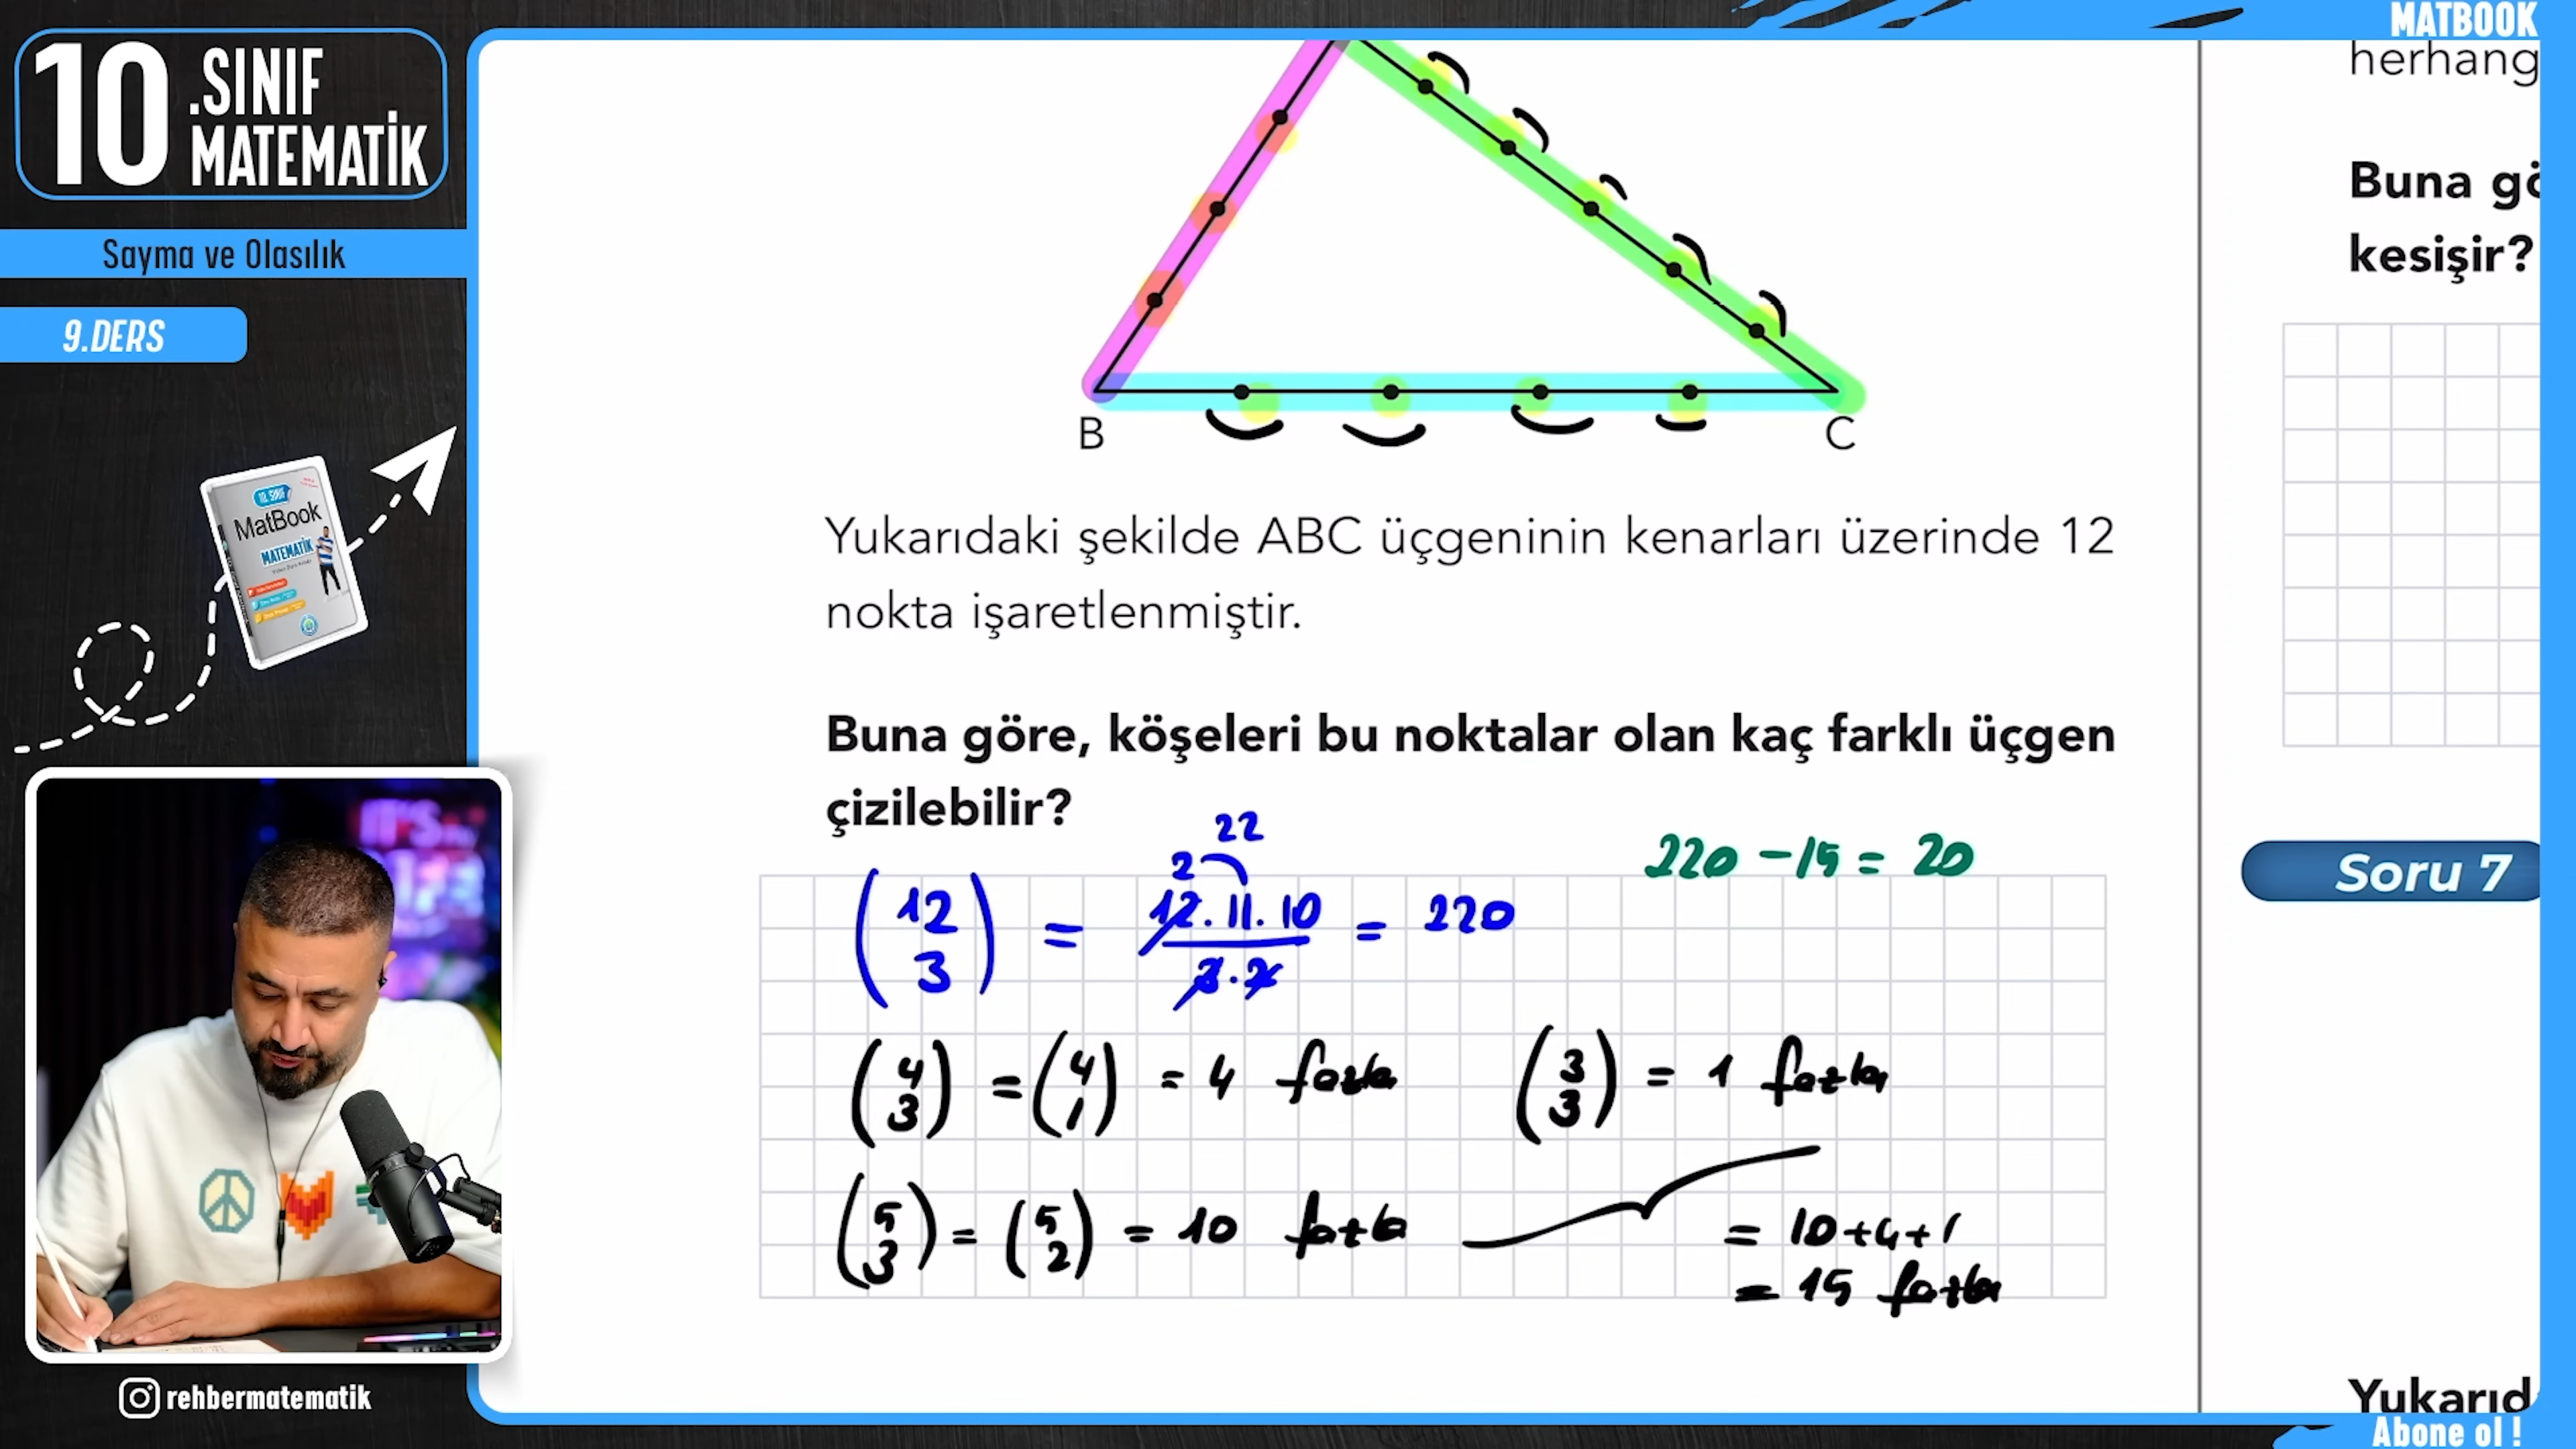 10
.SINIF
MATEMATİK
Sayma ve Olasılık
9.DERS
10. SINIF
MatBook
MATEMATİK
rehbermatematik
MATBOOK
B
C
Yukarıdaki şekilde ABC üçgeninin kenarları üzerinde 12
nokta işaretlenmiştir.
Buna göre, köşeleri bu noktalar olan kaç farklı üçgen
çizilebilir?
(12 3) = 12.11.10 / 3.2 = 220
2 22
220 - 15 = 20
(4 3) = (4 1) = 4 fazla
(3 3) = 1 fazla
(5 3) = (5 2) = 10 fazla
= 10+4+1
= 15 fazla
herhang
Buna gö
kesişir?
Soru 7
Yukarıd
Abone ol !